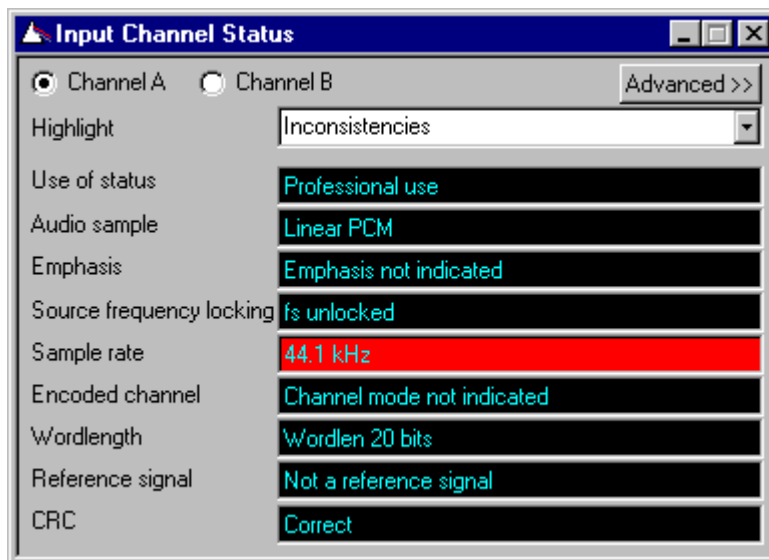 Input Channel Status
Channel A Channel B Advanced >>
Highlight Inconsistencies
Use of status Professional use
Audio sample Linear PCM
Emphasis Emphasis not indicated
Source frequency locking fs unlocked
Sample rate 44.1 kHz
Encoded channel Channel mode not indicated
Wordlength Wordlen 20 bits
Reference signal Not a reference signal
CRC Correct